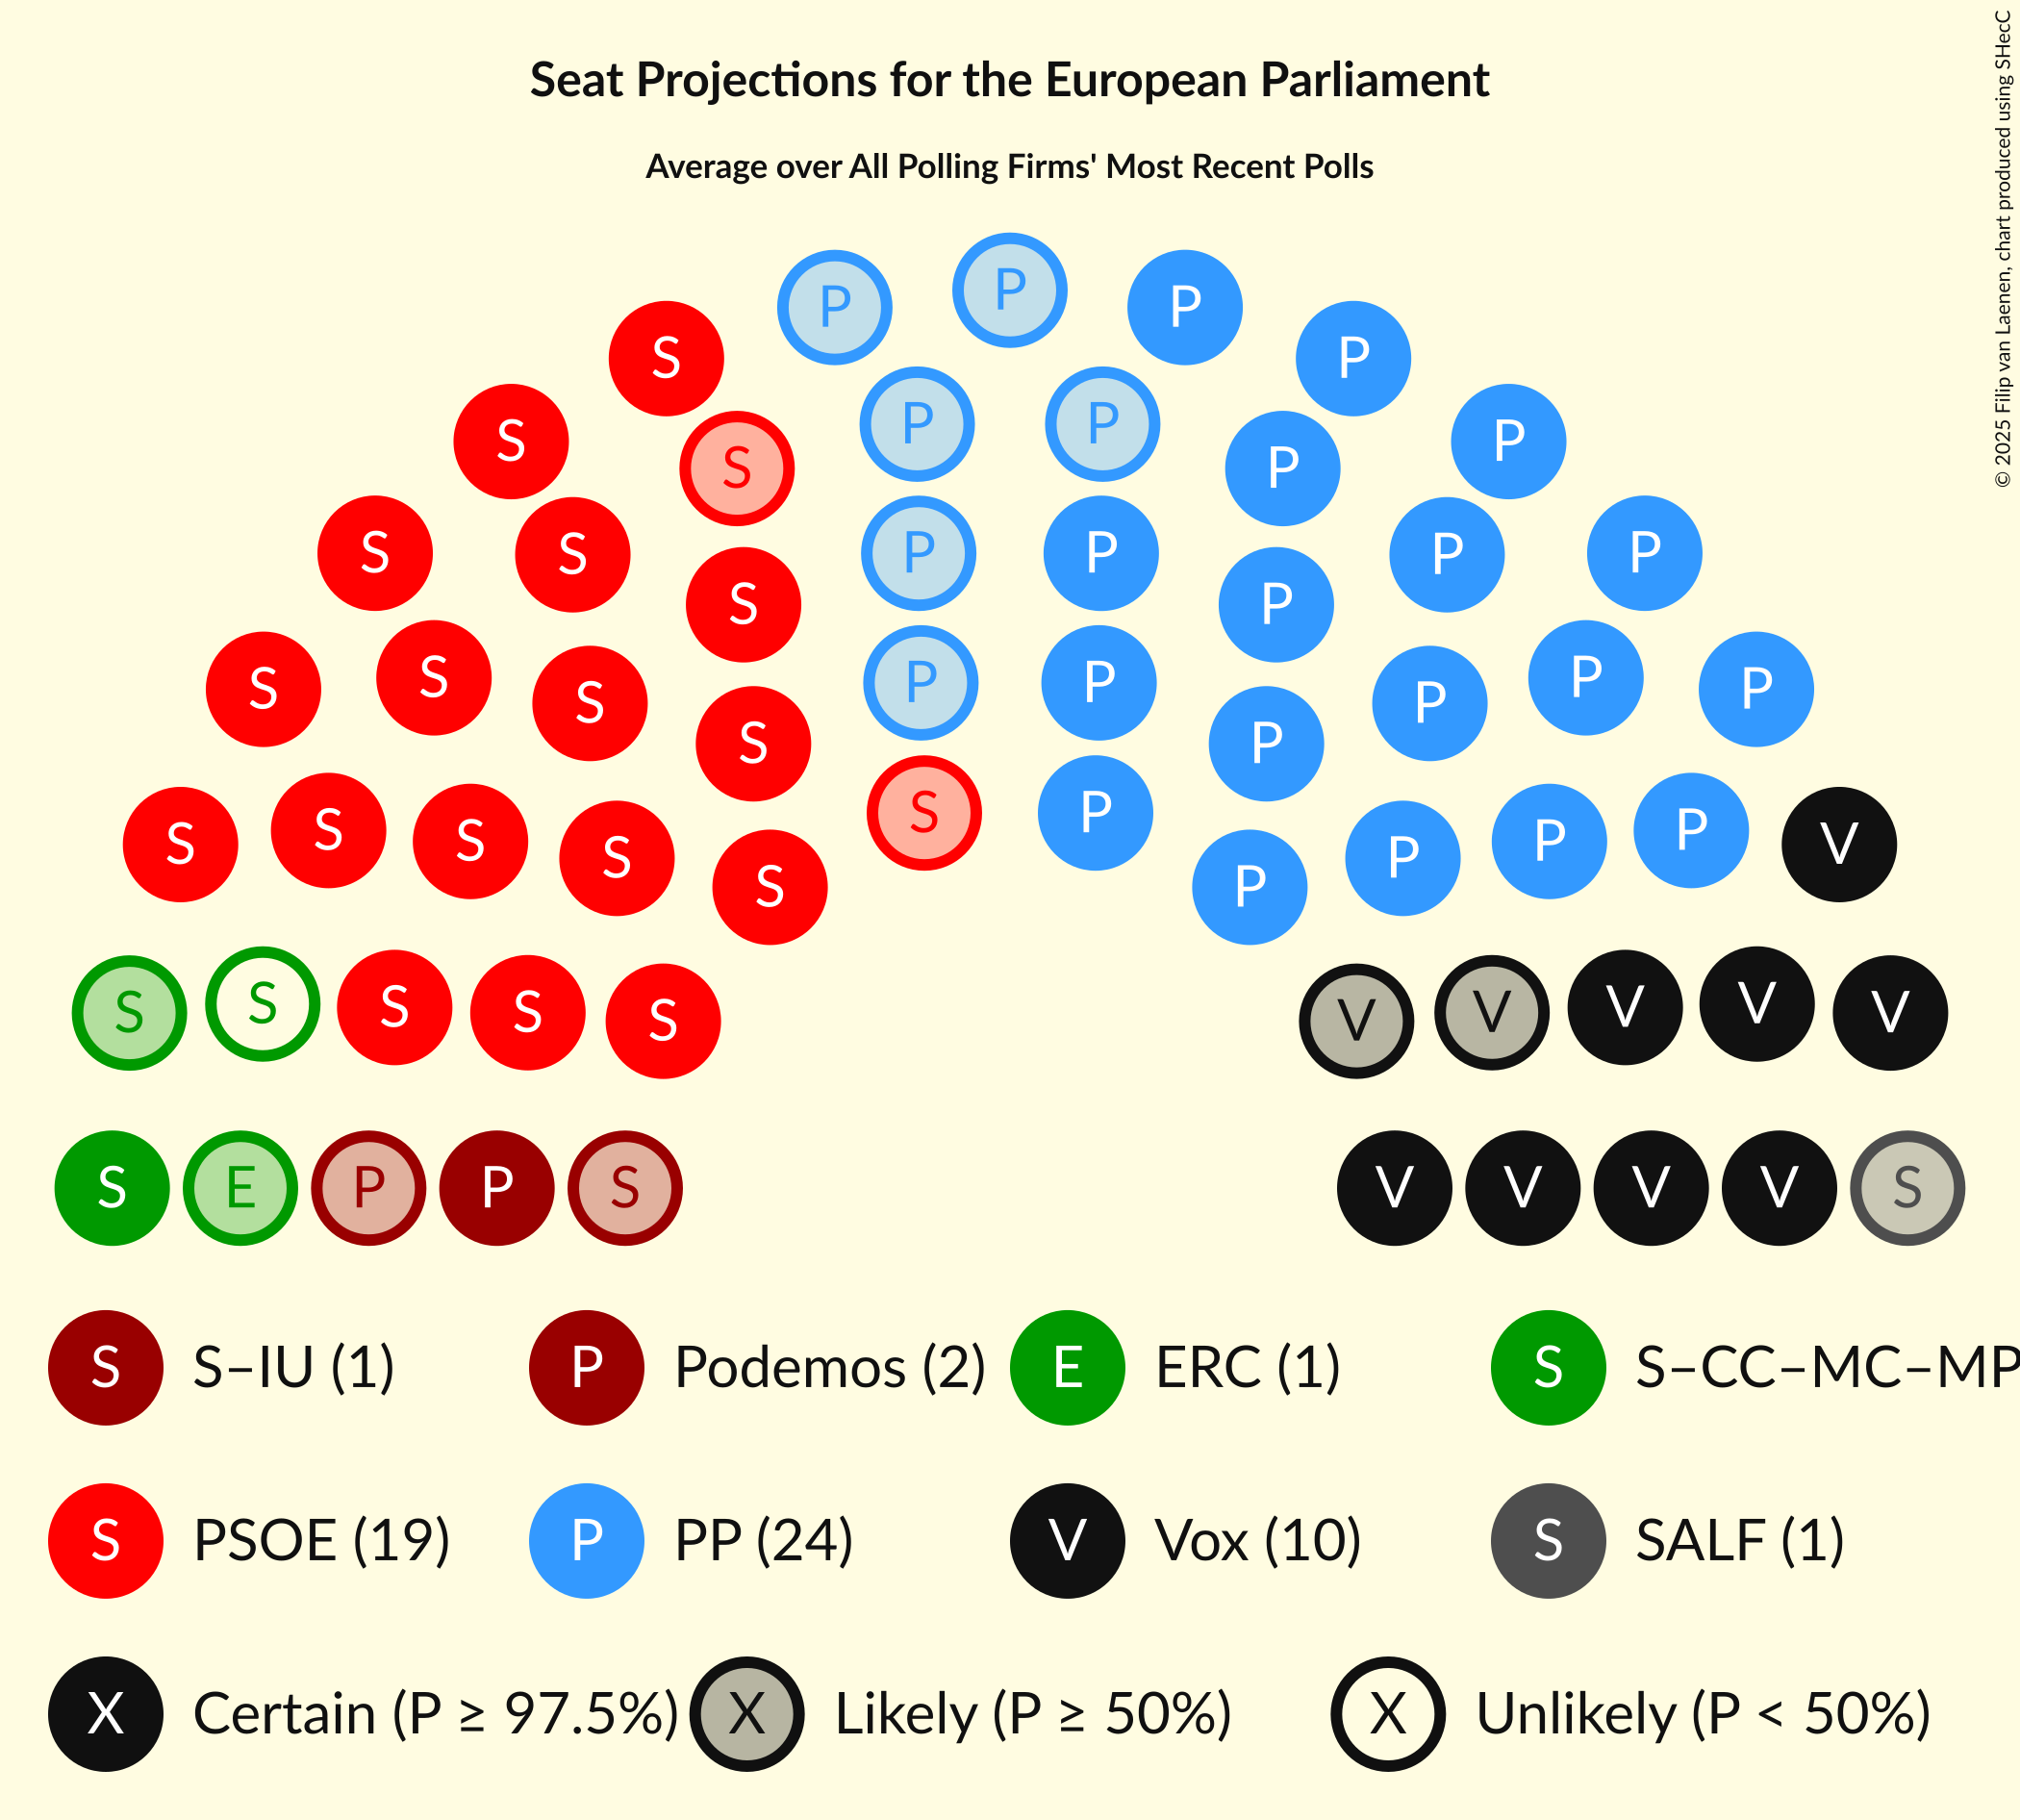 Seat Projections for the European Parliament
Average over All Polling Firms' Most Recent Polls
© 2025 Filip van Laenen, chart produced using SHecC
P P P P
S P
S P P P
S S P P
S S P P P P
S P
S S P P
S S S P P P P P
S S P P
S S S S S P P P P P P V
S S S S S V V V V V
S E P P S V V V V S
S S–IU (1) P Podemos (2) E ERC (1) S S–CC–MC–MP
S PSOE (19) P PP (24) V Vox (10) S SALF (1)
X Certain (P ≥ 97.5%) X Likely (P ≥ 50%) X Unlikely (P < 50%)